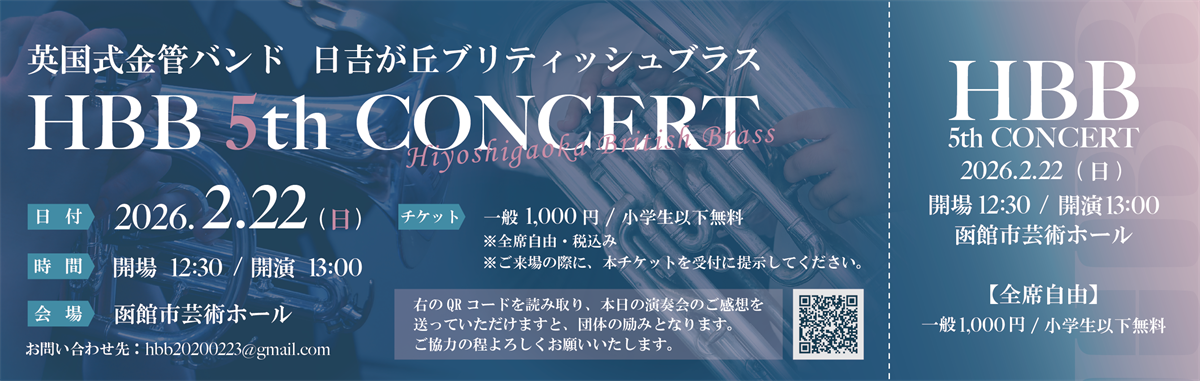 英国式金管バンド　日吉が丘ブリティッシュブラス
HBB 5th CONCERT
Hiyoshigaoka British Brass
日 付 2026. 2.22 (日)
時 間 開場 12:30 / 開演 13:00
会 場 函館市芸術ホール
お問い合わせ先：hbb20200223@gmail.com
チケット 一般 1,000 円 / 小学生以下無料
※全席自由・税込み
※ご来場の際に、本チケットを受付に提示してください。
右の QR コードを読み取り、本日の演奏会のご感想を
送っていただけますと、団体の励みとなります。
ご協力の程よろしくお願いいたします。
HBB
5th CONCERT
2026.2.22 (日)
開場 12:30 / 開演 13:00
函館市芸術ホール
【全席自由】
一般 1,000 円 / 小学生以下無料
HBB